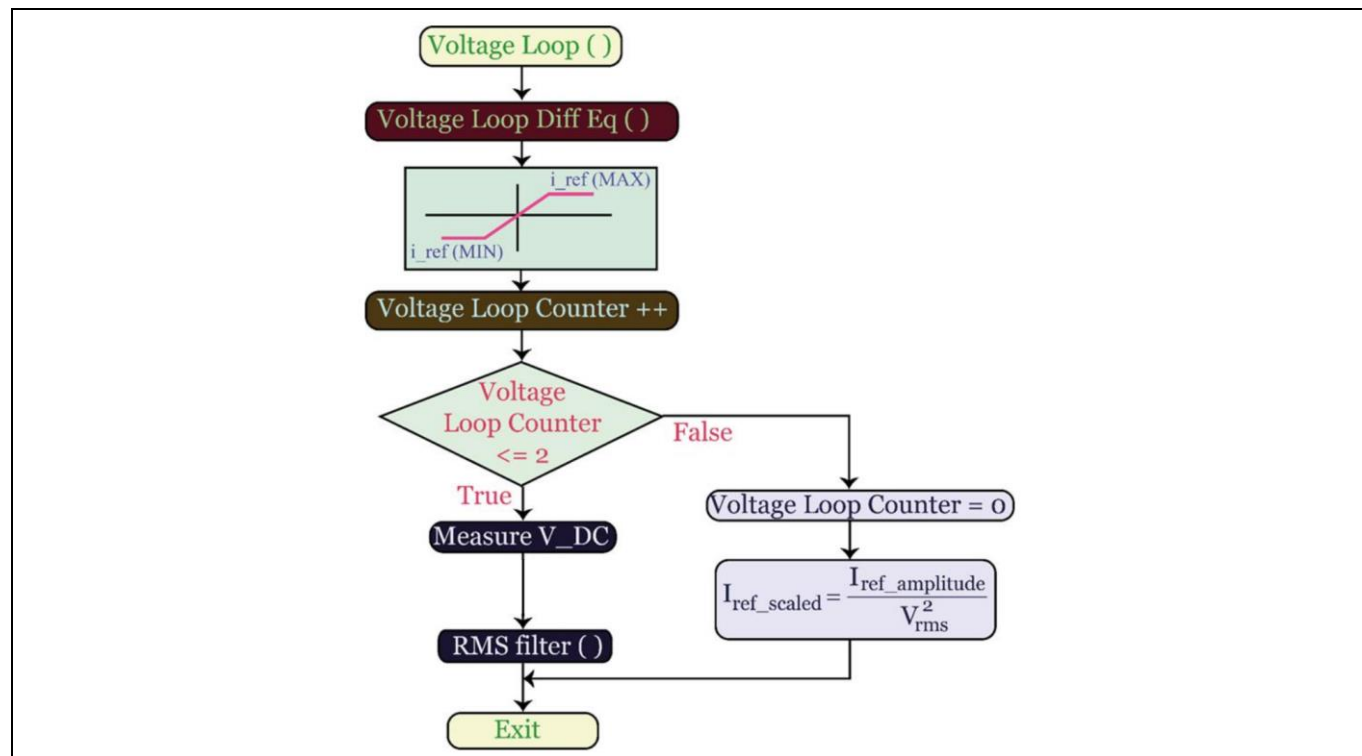 Voltage Loop ( )
Voltage Loop Diff Eq ( )
i_ref (MAX)
i_ref (MIN)
Voltage Loop Counter ++
Voltage
Loop Counter
<= 2
False
True
Voltage Loop Counter = 0
Measure V_DC
I_ref_scaled = I_ref_amplitude / V_rms^2
RMS filter ( )
Exit